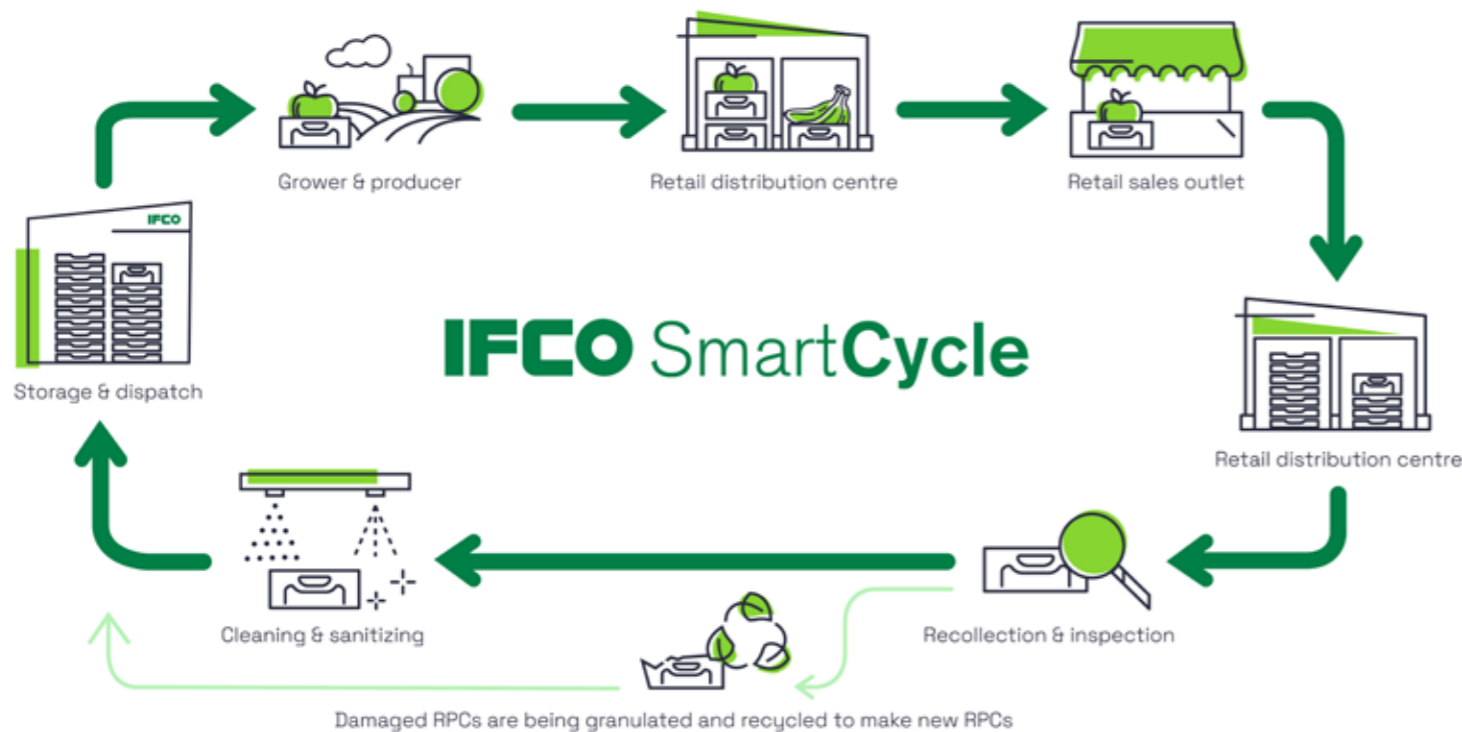 Grower & producer
Retail distribution centre
Retail sales outlet
IFCO
Storage & dispatch
IFCO SmartCycle
Retail distribution centre
Cleaning & sanitizing
Recollection & inspection
Damaged RPCs are being granulated and recycled to make new RPCs